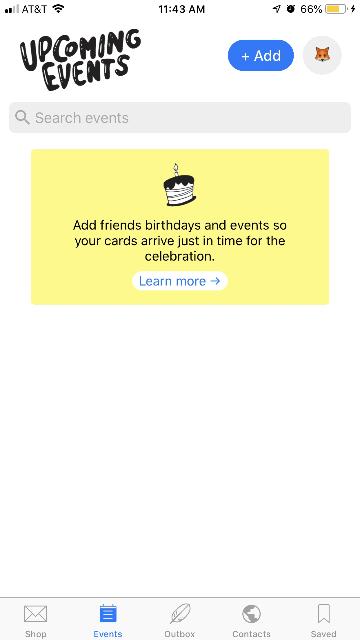 AT&T
11:43 AM
66%
UPCOMING
EVENTS
+ Add
Search events
Add friends birthdays and events so
your cards arrive just in time for the
celebration.
Learn more →
Shop
Events
Outbox
Contacts
Saved